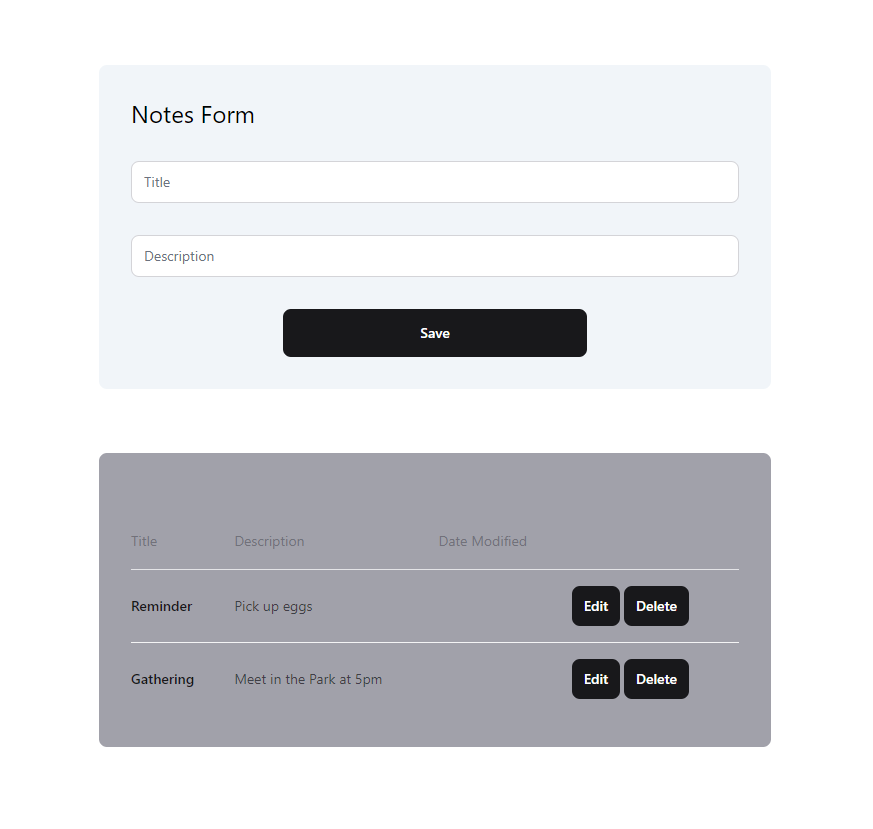 Notes Form
Title
Description
Save
Title Description Date Modified
Reminder Pick up eggs Edit Delete
Gathering Meet in the Park at 5pm Edit Delete